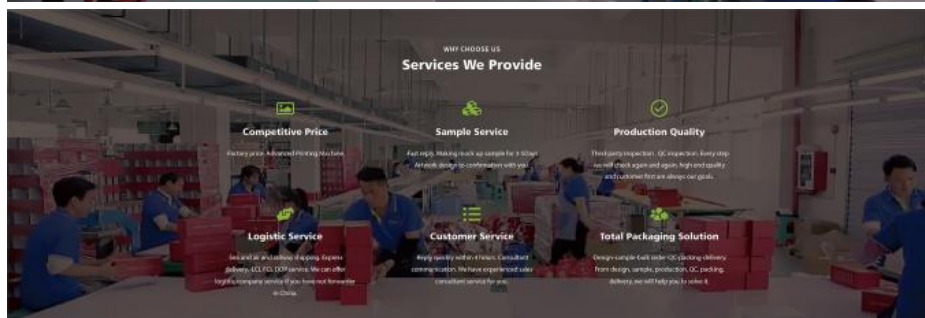 WHY CHOOSE US
Services We Provide
Competitive Price
Sample Service
Production Quality
Factory price. Advanced Printing Machine.
Fast reply. Making mock up sample for 3-5Days
Artwork design to confirmation with you.
Third party inspection . QC inspection. Every step
we will check again and again, high end quality
and customer first are always our goals.
Logistic Service
Customer Service
Total Packaging Solution
Sea and air and railway shipping. Express
delivery. LCL FCL DDP service. We can offer
logistic company service if you have not forwarder
in China.
Reply quickly within 4 hours. Consultant
communication. We have experienced sales
consultant service for you.
Design-sample-bulk order-QC-packing-delivery.
From design, sample, production, QC, packing,
delivery, we will help you to solve it.